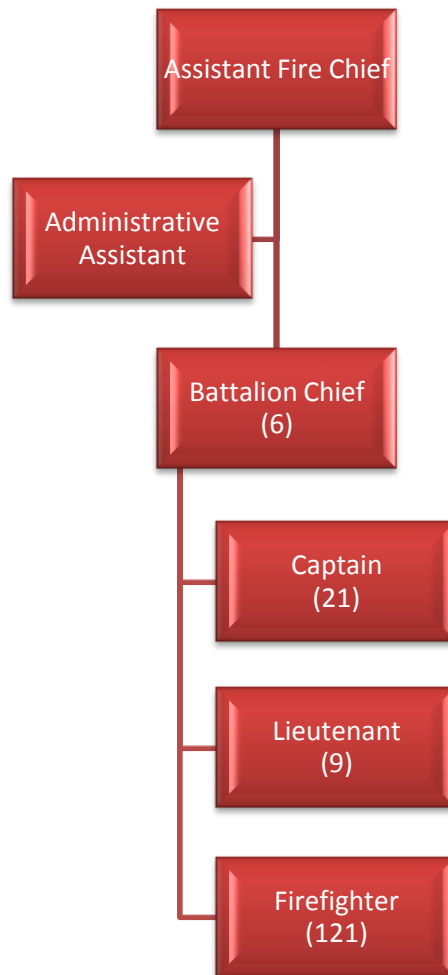 Assistant Fire Chief
Administrative
Assistant
Battalion Chief
(6)
Captain
(21)
Lieutenant
(9)
Firefighter
(121)